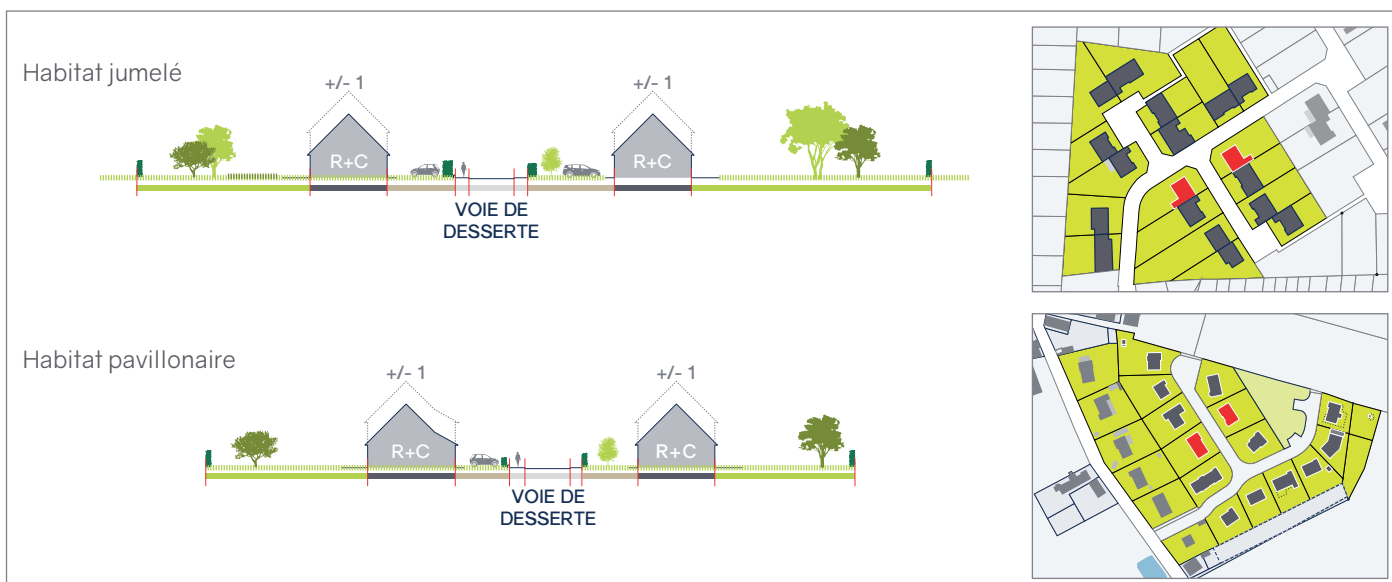 Habitat jumelé
+/- 1
+/- 1
R+C
R+C
VOIE DE
DESSERTE
Habitat pavillonaire
+/- 1
+/- 1
R+C
R+C
VOIE DE
DESSERTE